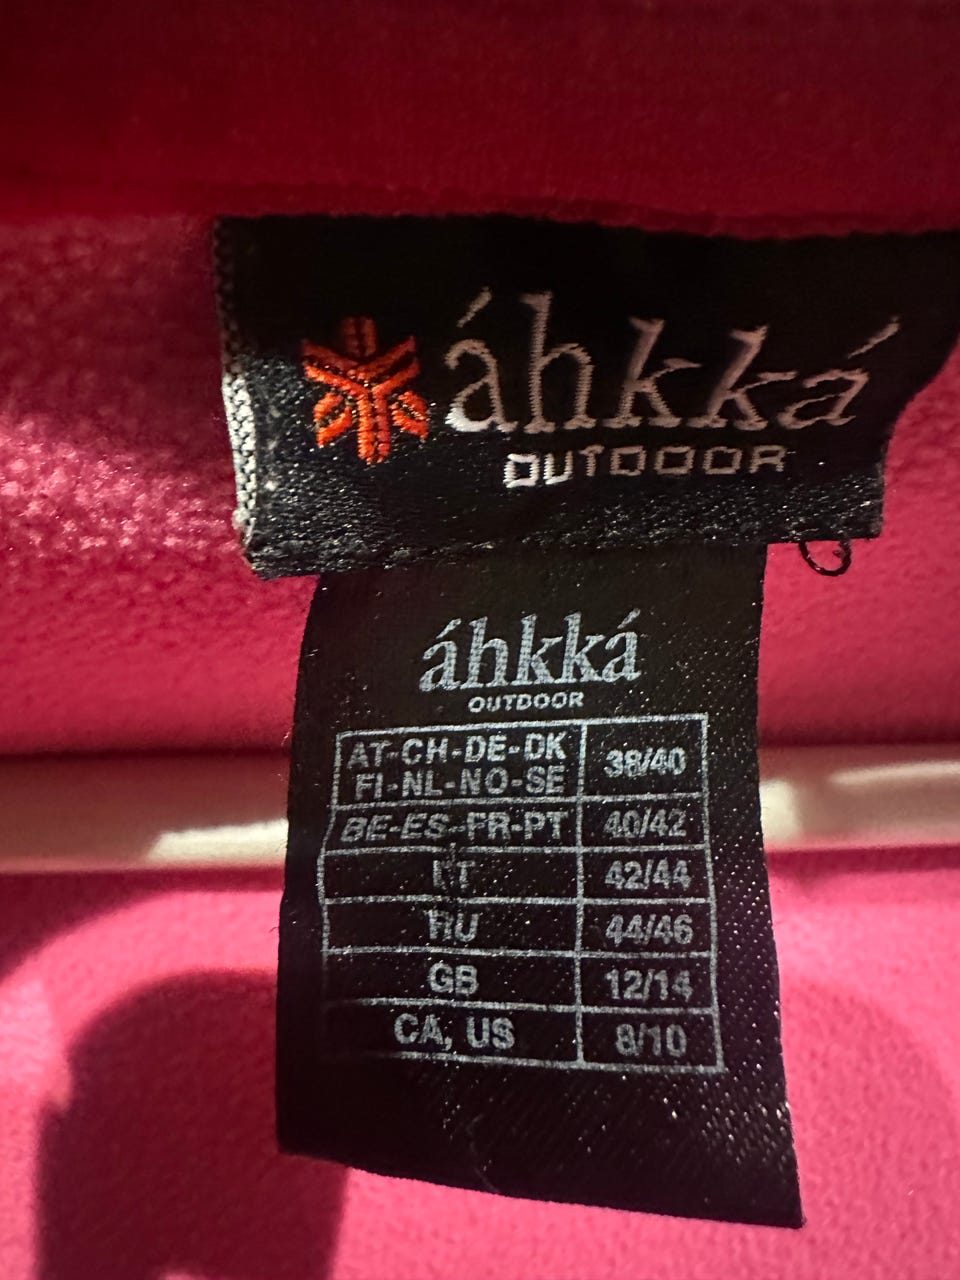 áhkká
OUTDOOR
áhkká
OUTDOOR
AT-CH-DE-DK
FI-NL-NO-SE 38/40
BE-ES-FR-PT 40/42
IT 42/44
RU 44/46
GB 12/14
CA, US 8/10